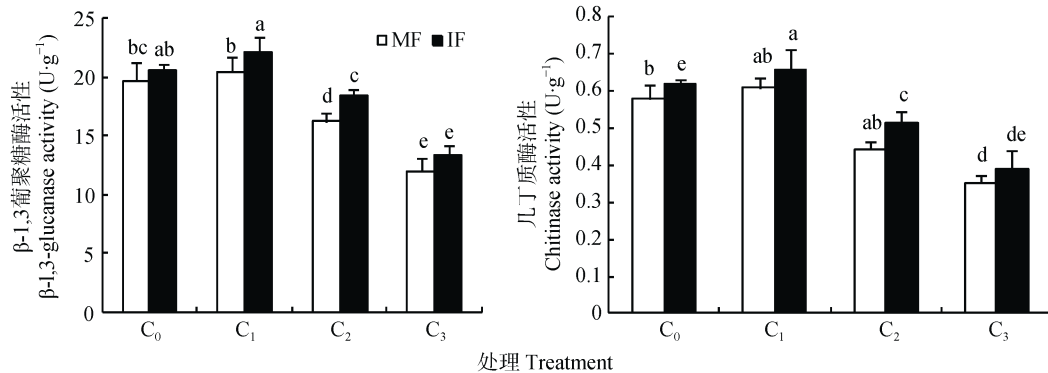 β-1,3葡聚糖酶活性
β-l,3-glucanase activity (U·g⁻¹)
25
20
15
10
5
0
MF IF
bc ab b a d c e e
C₀ C₁ C₂ C₃
几丁质酶活性
Chitinase activity (U·g⁻¹)
0.8
0.7
0.6
0.5
0.4
0.3
0.2
0.1
0
b e ab a ab c d de
C₀ C₁ C₂ C₃
处理 Treatment